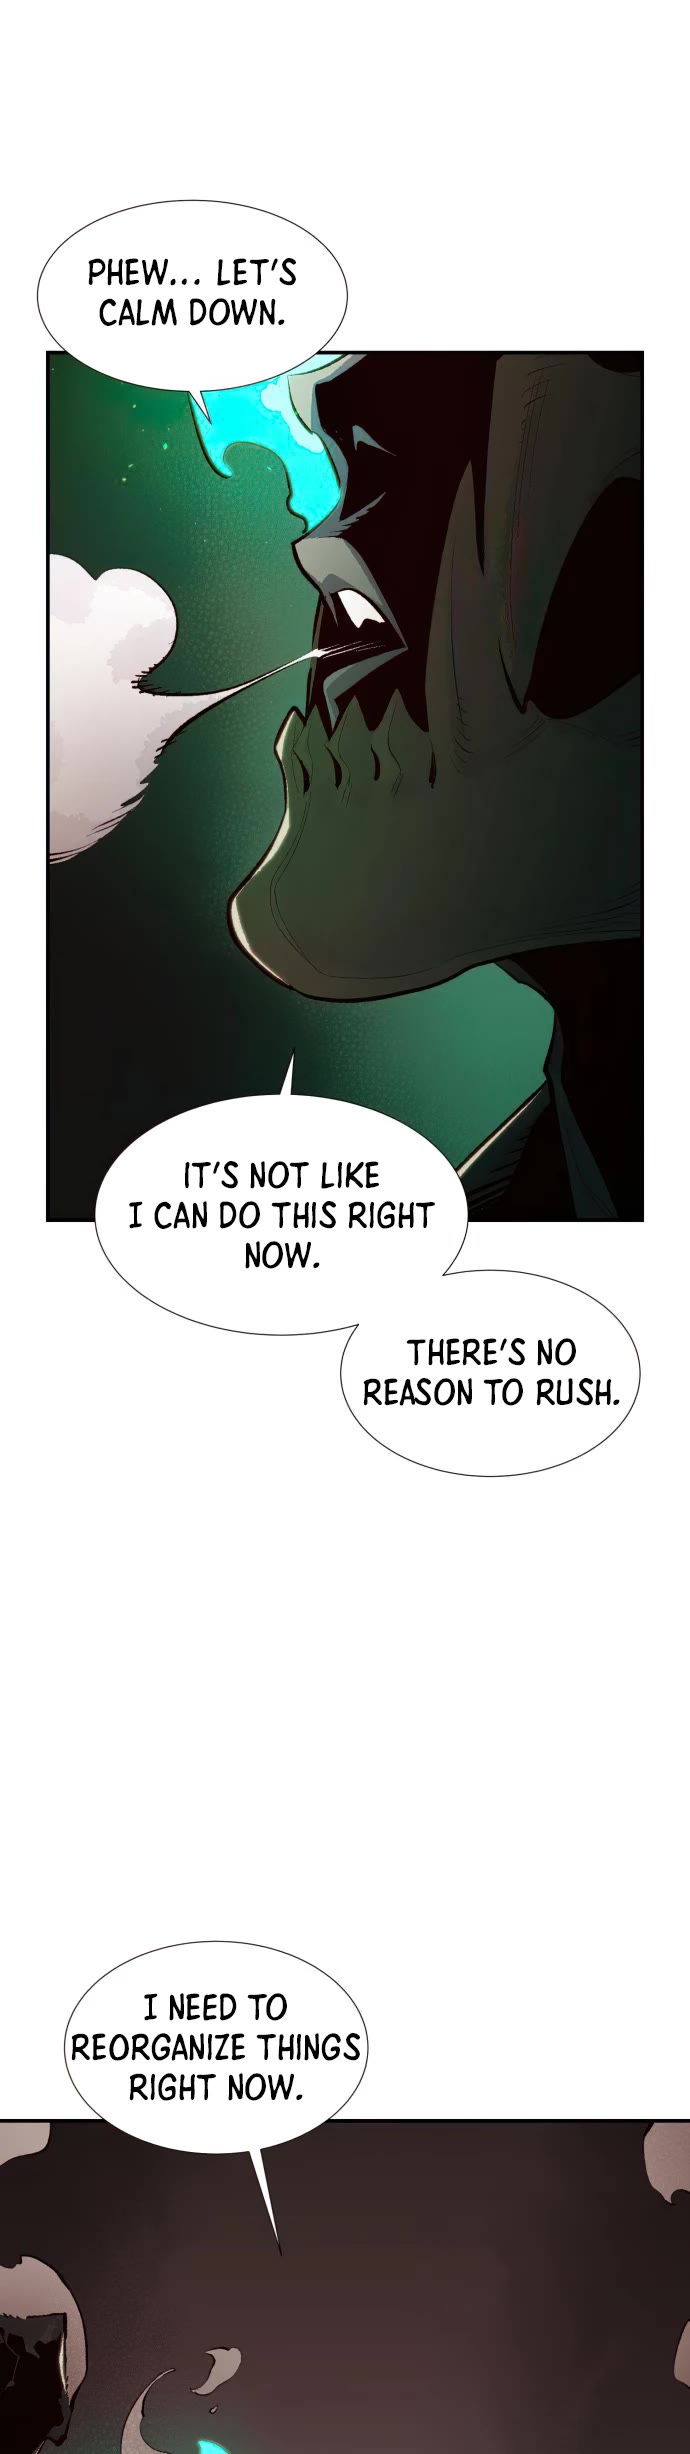 PHEW... LET'S
CALM DOWN.
IT'S NOT LIKE
I CAN DO THIS RIGHT
NOW.
THERE'S NO
REASON TO RUSH.
I NEED TO
REORGANIZE THINGS
RIGHT NOW.